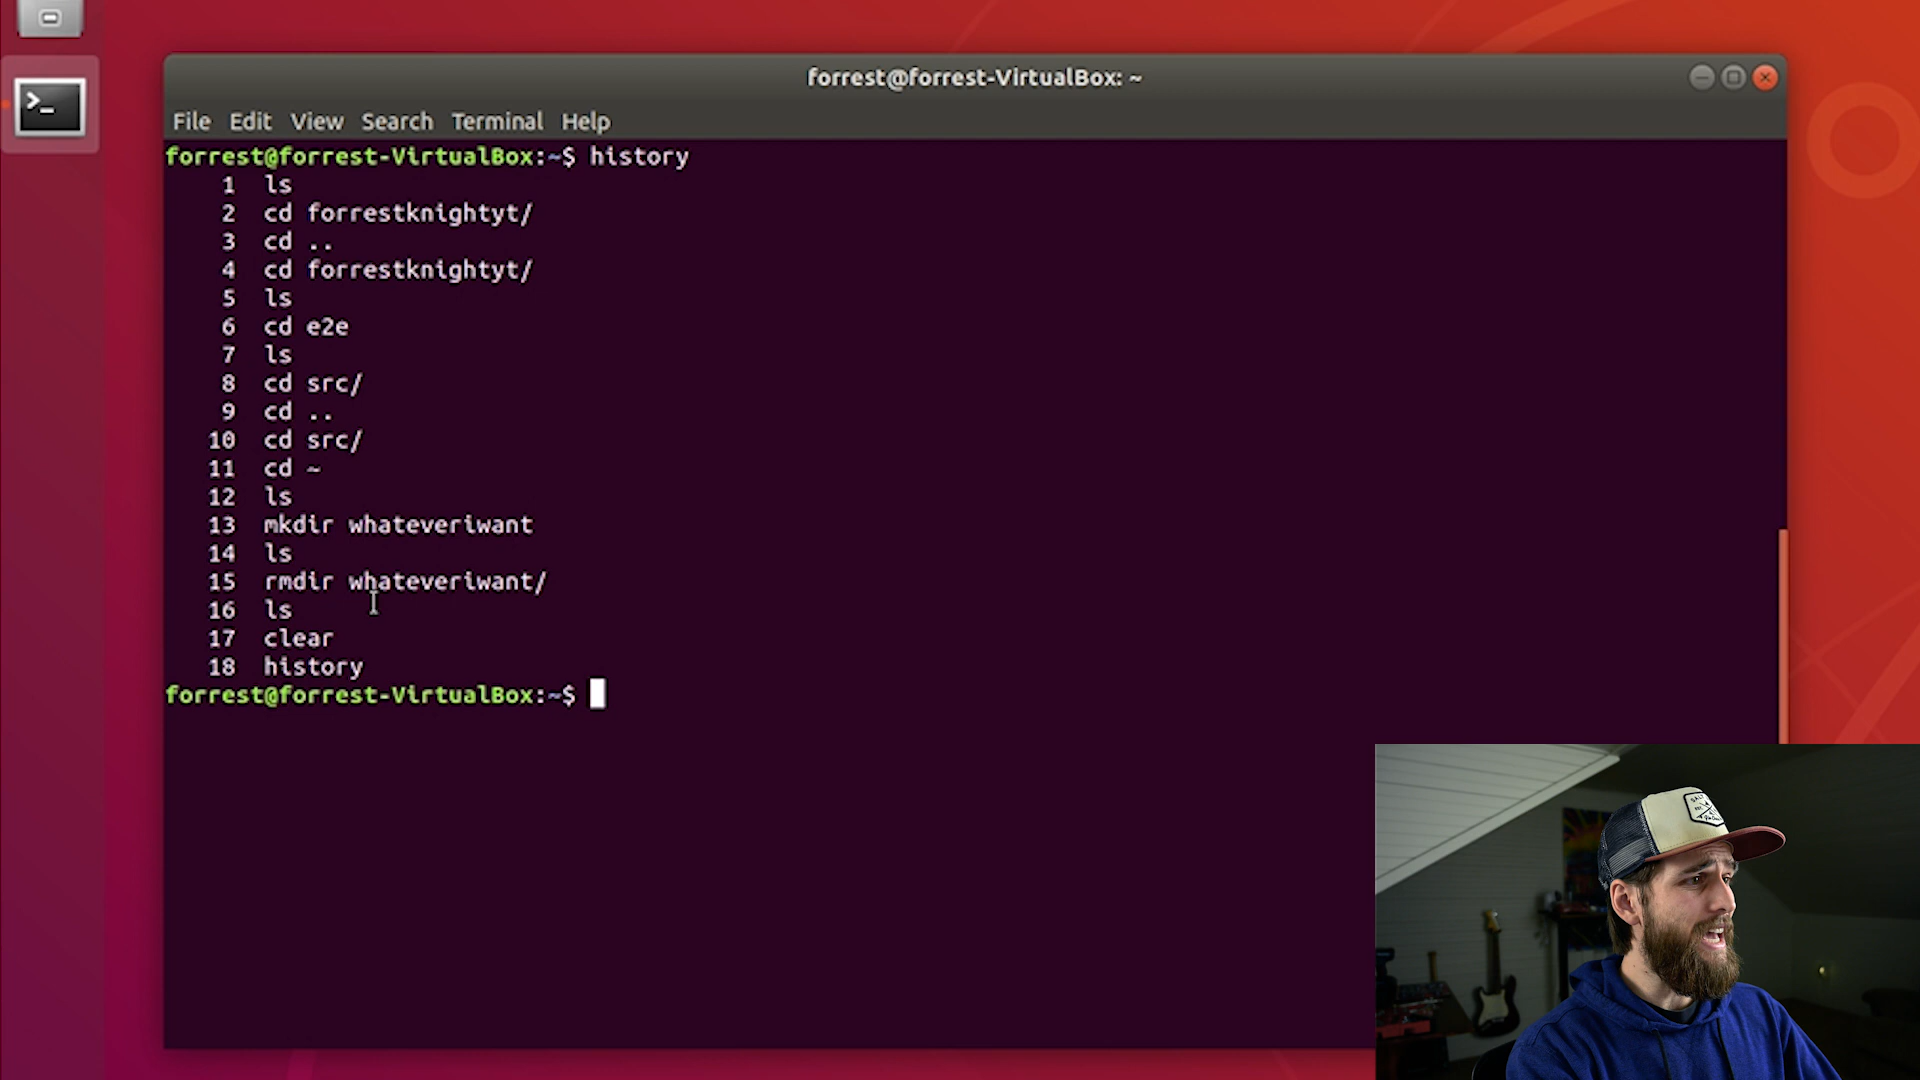 forrest@forrest-VirtualBox: ~
File Edit View Search Terminal Help
forrest@forrest-VirtualBox:~$ history
1 ls
2 cd forrestknightyt/
3 cd ..
4 cd forrestknightyt/
5 ls
6 cd e2e
7 ls
8 cd src/
9 cd ..
10 cd src/
11 cd ~
12 ls
13 mkdir whateveriwant
14 ls
15 rmdir whateveriwant/
16 ls
17 clear
18 history
forrest@forrest-VirtualBox:~$